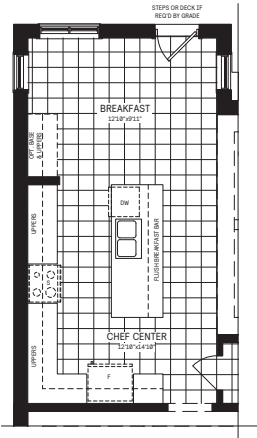 STEPS OR DECK IF
REQ'D BY GRADE
BREAKFAST
12'10"x9'11"
OPT. BASE
& UPPERS
DW
UPPERS
FLUSH BREAKFAST BAR
S
CHEF CENTER
12'10"x14'10"
UPPERS
F